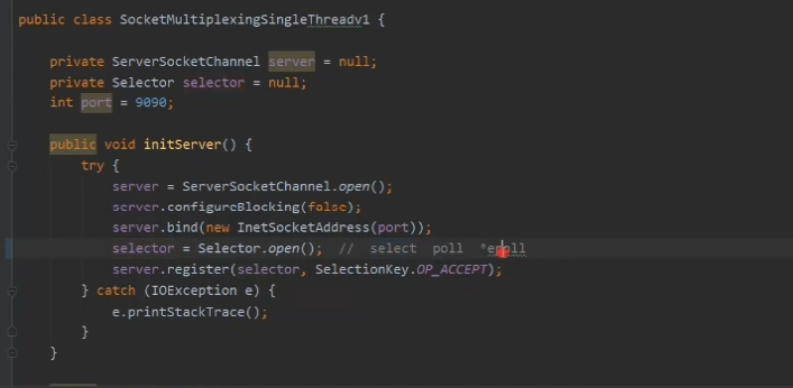 public class SocketMultiplexingSingleThreadv1 {
private ServerSocketChannel server = null;
private Selector selector = null;
int port = 9090;
public void initServer() {
try {
server = ServerSocketChannel.open();
server.configureBlocking(false);
server.bind(new InetSocketAddress(port));
selector = Selector.open(); // select poll *epoll
server.register(selector, SelectionKey.OP_ACCEPT);
} catch (IOException e) {
e.printStackTrace();
}
}